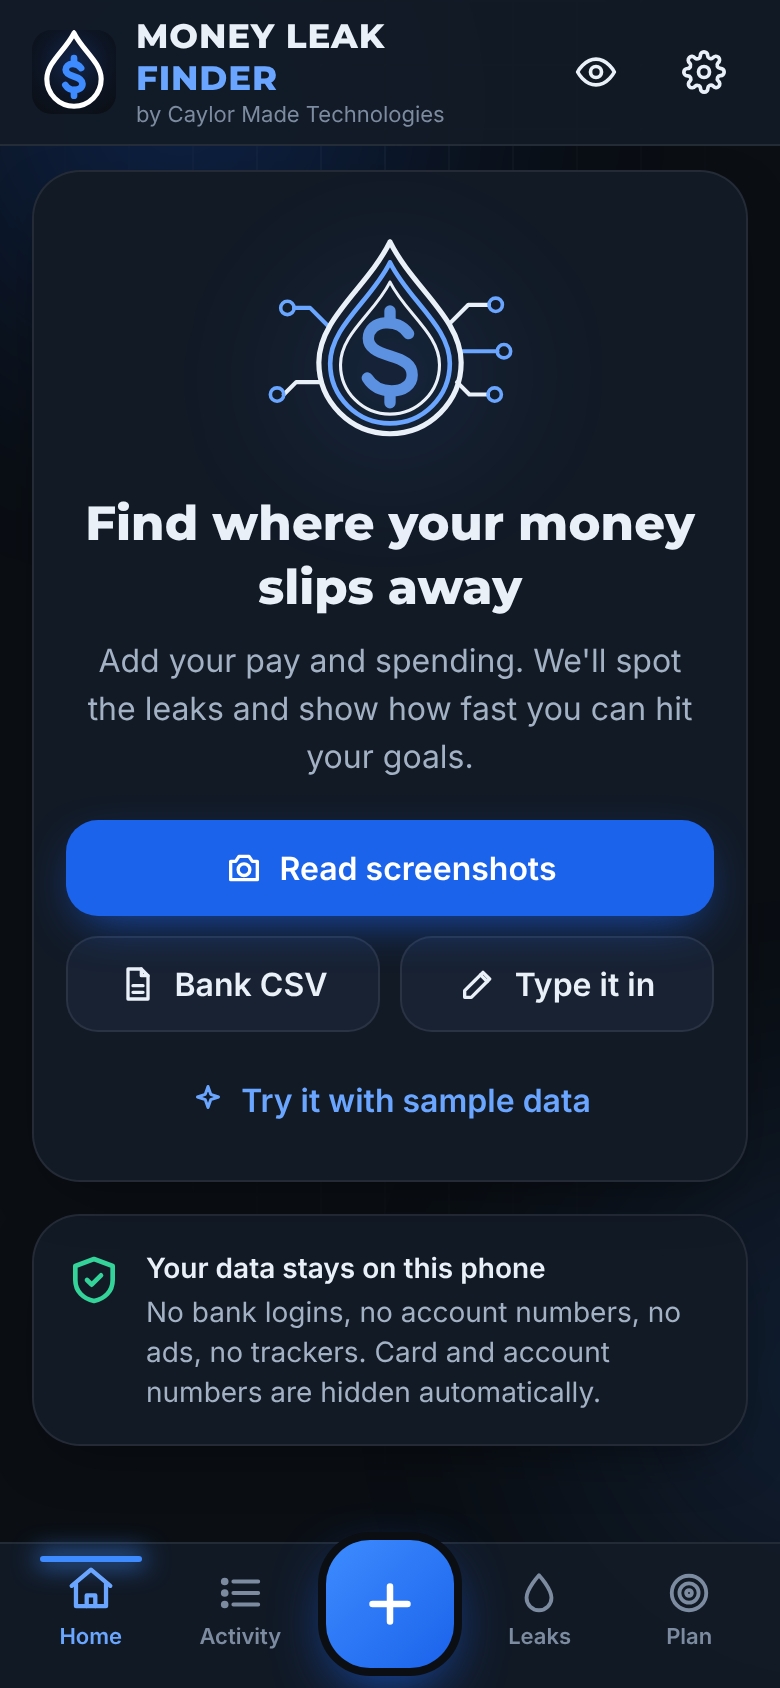 MONEY LEAK
FINDER
by Caylor Made Technologies
$
$
Find where your money
slips away
Add your pay and spending. We'll spot
the leaks and show how fast you can hit
your goals.
Read screenshots
Bank CSV
Type it in
Try it with sample data
Your data stays on this phone
No bank logins, no account numbers, no
ads, no trackers. Card and account
numbers are hidden automatically.
Home
Activity
Leaks
Plan